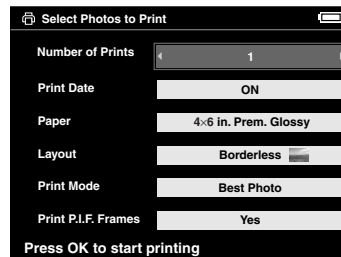 Select Photos to Print
Number of Prints 1
Print Date ON
Paper 4×6 in. Prem. Glossy
Layout Borderless
Print Mode Best Photo
Print P.I.F. Frames Yes
Press OK to start printing